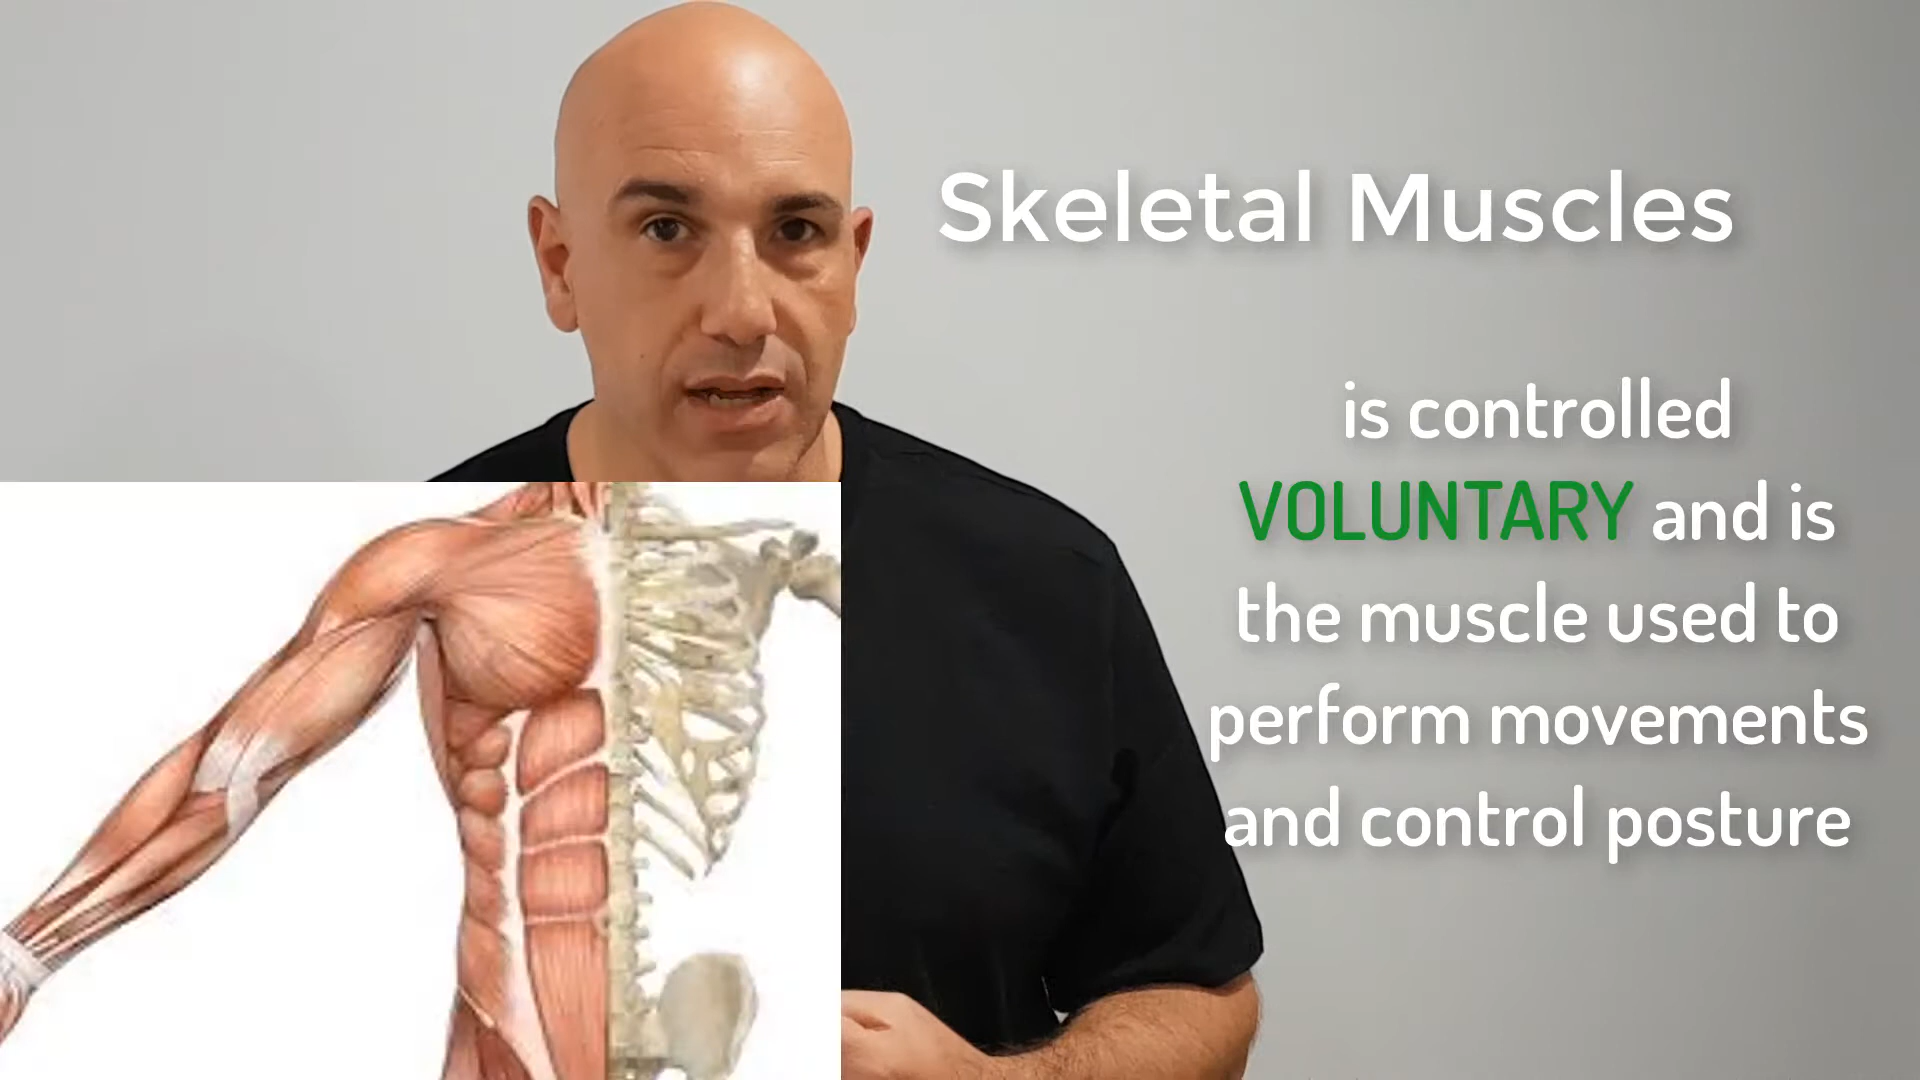 Skeletal Muscles
is controlled
VOLUNTARY and is
the muscle used to
perform movements
and control posture